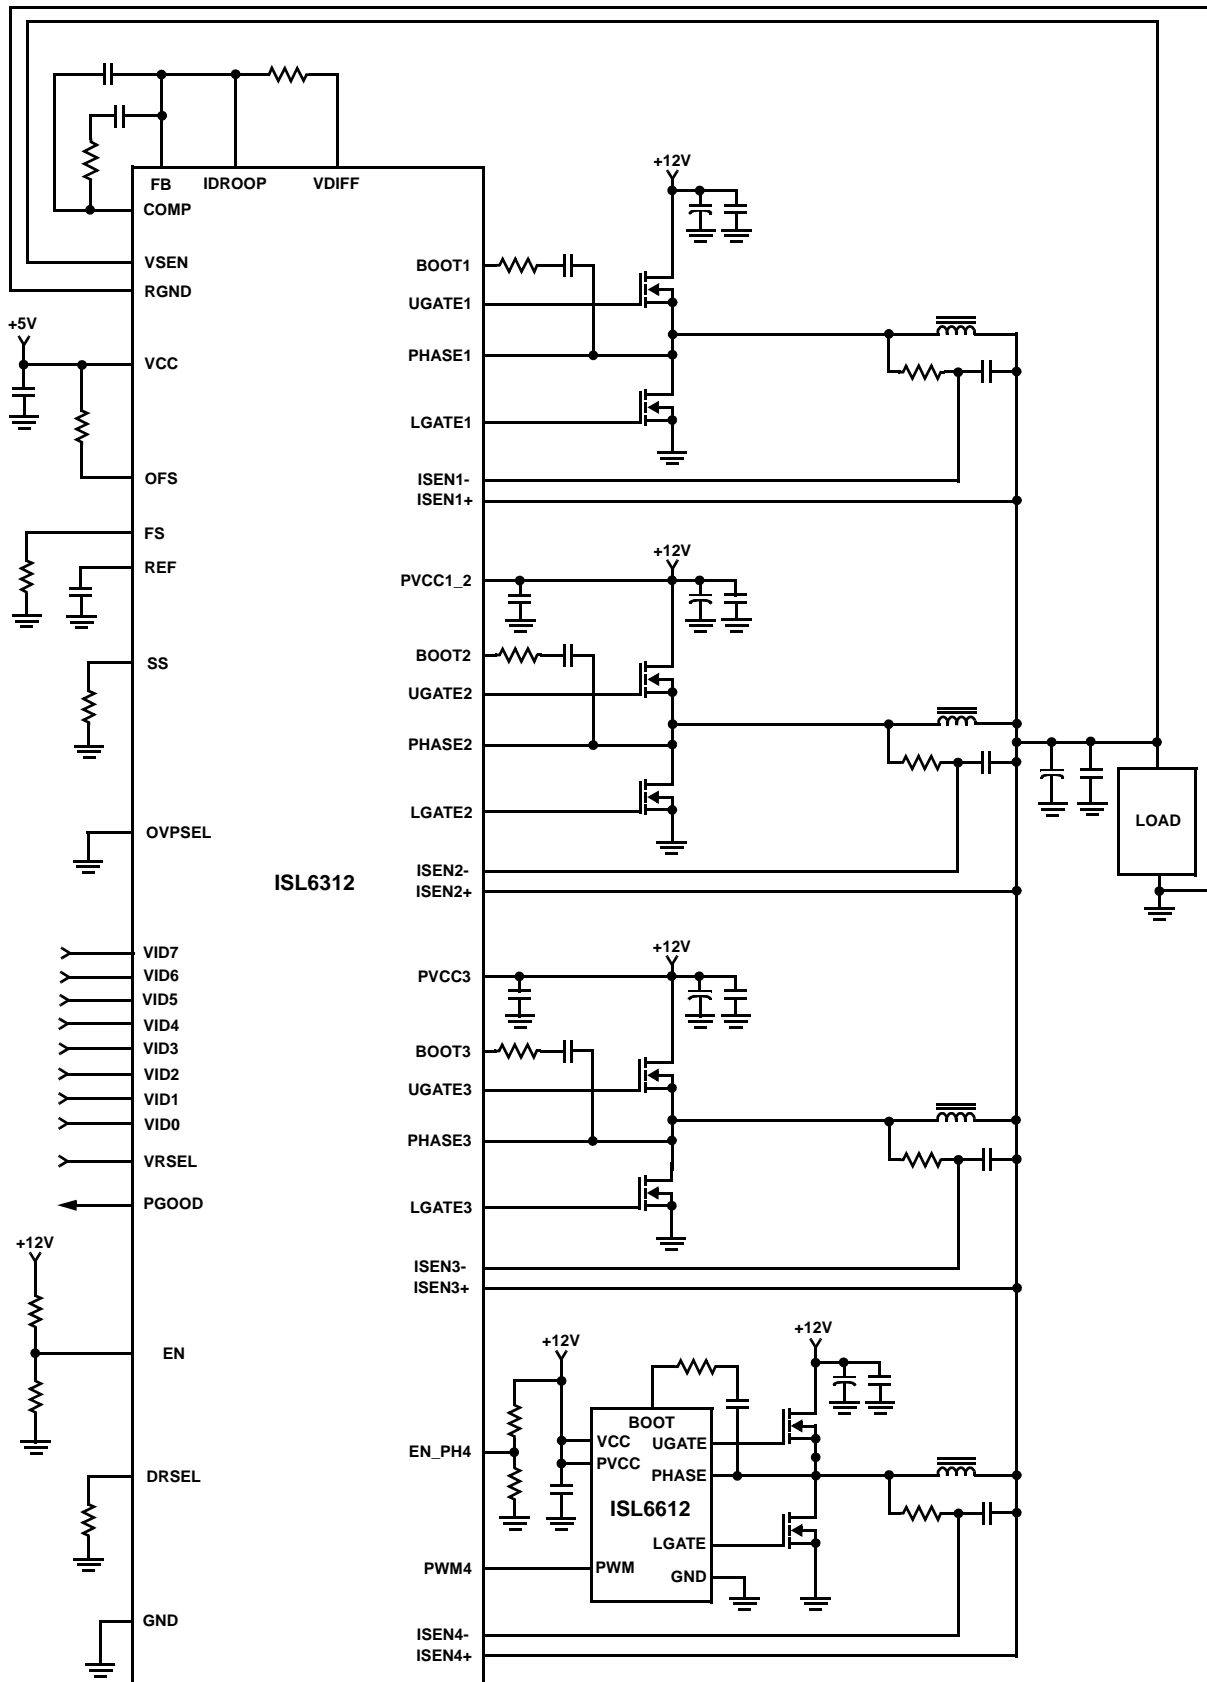 FB IDROOP VDIFF
COMP
VSEN
RGND
+5V
VCC
OFS
FS
REF
SS
OVPSEL
ISL6312
VID7
VID6
VID5
VID4
VID3
VID2
VID1
VID0
VRSEL
PGOOD
+12V
EN
DRSEL
GND
+12V
BOOT1
UGATE1
PHASE1
LGATE1
ISEN1-
ISEN1+
+12V
PVCC1_2
BOOT2
UGATE2
PHASE2
LGATE2
ISEN2-
ISEN2+
LOAD
+12V
PVCC3
BOOT3
UGATE3
PHASE3
LGATE3
ISEN3-
ISEN3+
+12V
+12V
EN_PH4
BOOT
VCC
UGATE
PVCC
PHASE
ISL6612
LGATE
PWM4
PWM
GND
ISEN4-
ISEN4+